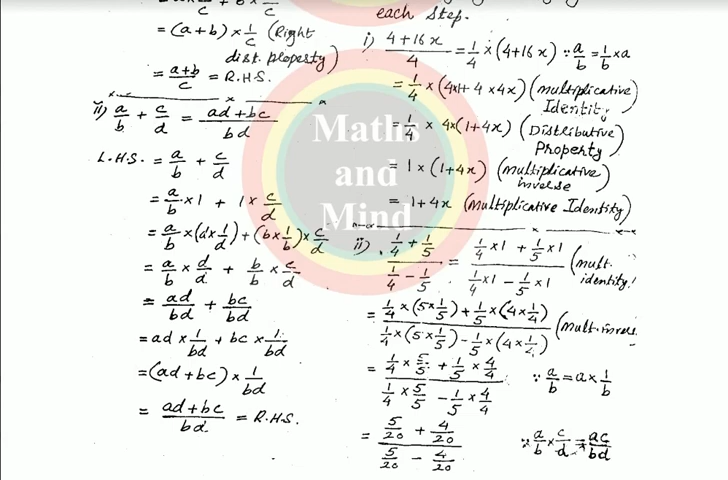 = (a+b) × 1/c (Right
dist. property)
= a+b/c = R.H.S.
ii) a/b + c/d = ad+bc/bd
L.H.S. = a/b + c/d
= a/b × 1 + 1 × c/d
= a/b × (d × 1/d) + (b × 1/b) × c/d
= a/b × d/d + b/b × c/d
= ad/bd + bc/bd
= ad × 1/bd + bc × 1/bd
= (ad + bc) × 1/bd
= ad+bc/bd = R.H.S.
each Step.
i) 4+16x/4 = 1/4 × (4+16x) ∵ a/b = 1/b × a
= 1/4 × (4×1 + 4 × 4x) (multiplicative
Identity)
= 1/4 × 4×(1+4x) (Distributive
Property)
= 1 × (1+4x) (multiplicative
inverse)
= 1+4x (Multiplicative Identity)
ii) 1/4 + 1/5 / 1/4 - 1/5 = 1/4 × 1 + 1/5 × 1 / 1/4 × 1 - 1/5 × 1 (mult.
identity)
= 1/4 × (5 × 1/5) + 1/5 × (4 × 1/4) / 1/4 × (5 × 1/5) - 1/5 × (4 × 1/4) (mult.invers.
= 1/4 × 5/5 + 1/5 × 4/4 / 1/4 × 5/5 - 1/5 × 4/4 ∵ a/b = a × 1/b
= 5/20 + 4/20 / 5/20 - 4/20 ∵ a/b × c/d = ac/bd
Maths
and
Mind